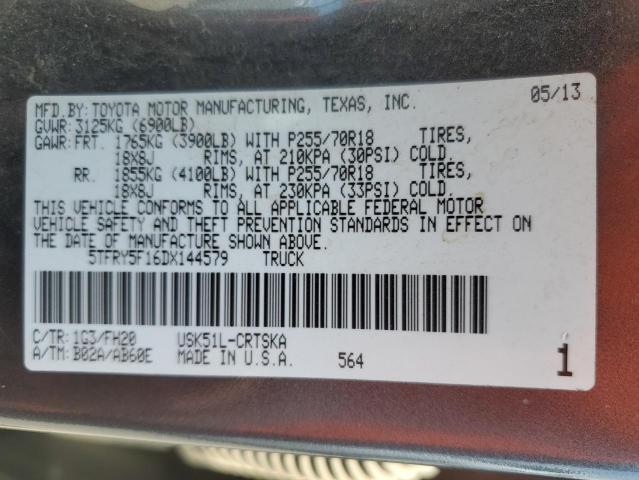 MFD.BY: TOYOTA MOTOR MANUFACTURING, TEXAS, INC. 05/13
GVWR: 3125KG (6900LB)
GAWR: FRT. 1765KG (3900LB) WITH P255/70R18 TIRES,
18X8J RIMS, AT 210KPA (30PSI) COLD.
RR. 1855KG (4100LB) WITH P255/70R18 TIRES,
18X8J RIMS, AT 230KPA (33PSI) COLD.
THIS VEHICLE CONFORMS TO ALL APPLICABLE FEDERAL MOTOR
VEHICLE SAFETY AND THEFT PREVENTION STANDARDS IN EFFECT ON
THE DATE OF MANUFACTURE SHOWN ABOVE.
5TFRY5F16DX144579 TRUCK
C/TR: 1G3/FH20 USK51L-CRTSKA
A/TM: B02A/AB60E MADE IN U.S.A. 564 1